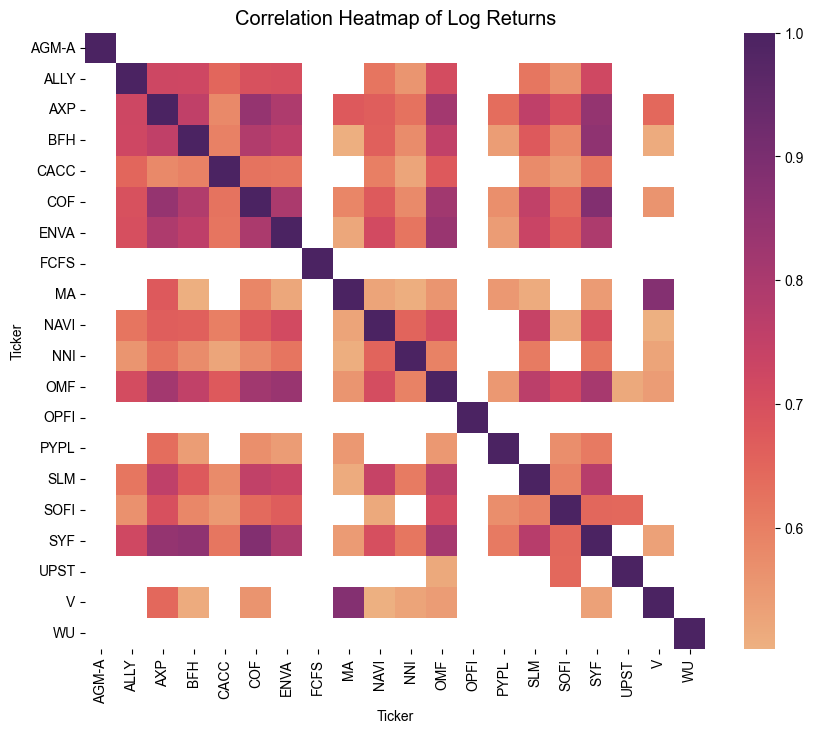 Correlation Heatmap of Log Returns
Ticker
AGM-A
ALLY
AXP
BFH
CACC
COF
ENVA
FCFS
MA
NAVI
NNI
OMF
OPFI
PYPL
SLM
SOFI
SYF
UPST
V
WU
AGM-A
ALLY
AXP
BFH
CACC
COF
ENVA
FCFS
MA
NAVI
NNI
OMF
OPFI
PYPL
SLM
SOFI
SYF
UPST
V
WU
Ticker
1.0
0.9
0.8
0.7
0.6